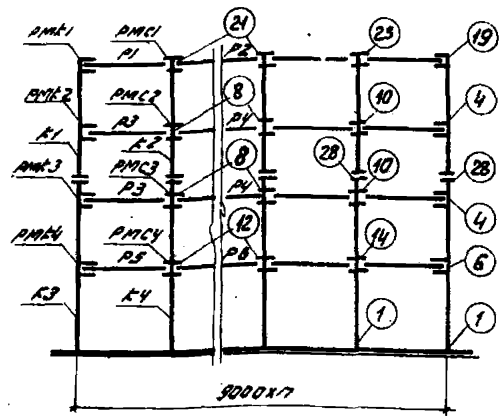 РМК1 РМС1 21 23 19
Р1 Р2
РМК2 РМС2 8 10 4
К1 Р3 К2 Р4 28 28
РМК3 РМС3 8 10 4
Р3 Р4
РМК4 РМС4 12 14 6
Р5 Р6
К3 К4 1 1
9000хп